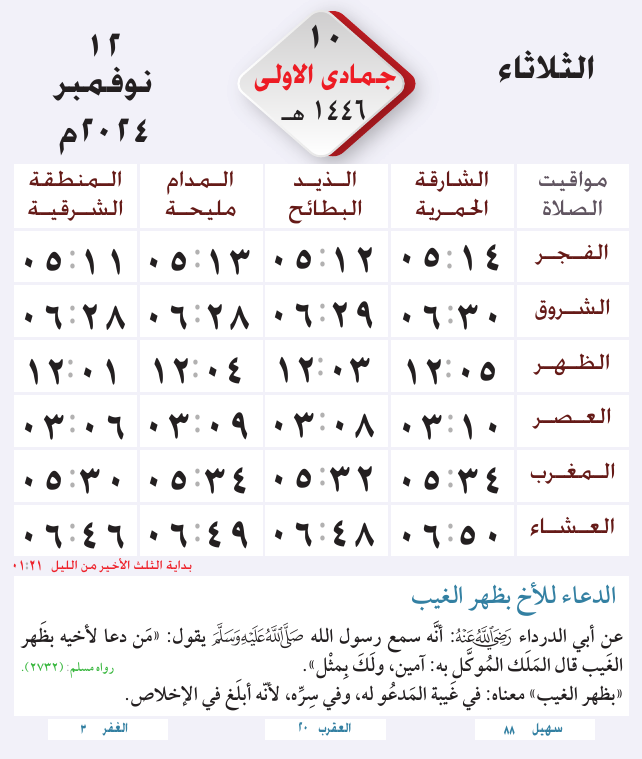 الثلاثاء
١٠
جمادى الاولى
١٤٤٦ هـ
١٢
نوفمبر
٢٠٢٤م
مواقيت الصلاة الشارقة الحمرية الذيد البطائح المدام مليحة المنطقة الشرقية
الفجر ٠٥:١٤ ٠٥:١٢ ٠٥:١٣ ٠٥:١١
الشروق ٠٦:٣٠ ٠٦:٢٩ ٠٦:٢٨ ٠٦:٢٨
الظهر ١٢:٠٥ ١٢:٠٣ ١٢:٠٤ ١٢:٠١
العصر ٠٣:١٠ ٠٣:٠٨ ٠٣:٠٩ ٠٣:٠٦
المغرب ٠٥:٣٤ ٠٥:٣٢ ٠٥:٣٤ ٠٥:٣٠
العشاء ٠٦:٥٠ ٠٦:٤٨ ٠٦:٤٩ ٠٦:٤٦
بداية الثلث الأخير من الليل ٠١:٢١
الدعاء للأخ بظهر الغيب
عن أبي الدرداء رَضِيَ اللَّهُ عَنْهُ: أنَّه سمع رسول الله صَلَّى اللَّهُ عَلَيْهِ وَسَلَّمَ يقول: «مَن دعا لأخيه بظَهر
الغَيب قال المَلَك المُوكَّل به: آمين، ولَكَ بِمِثْل». رواه مسلم: (٢٧٣٢).
«بظهر الغيب» معناه: في غَيبة المَدعُو له، وفي سِرِّه، لأنّه أبلَغ في الإخلاص.
سهيل ٨٨ العقرب ٢٠ الغفر ٣